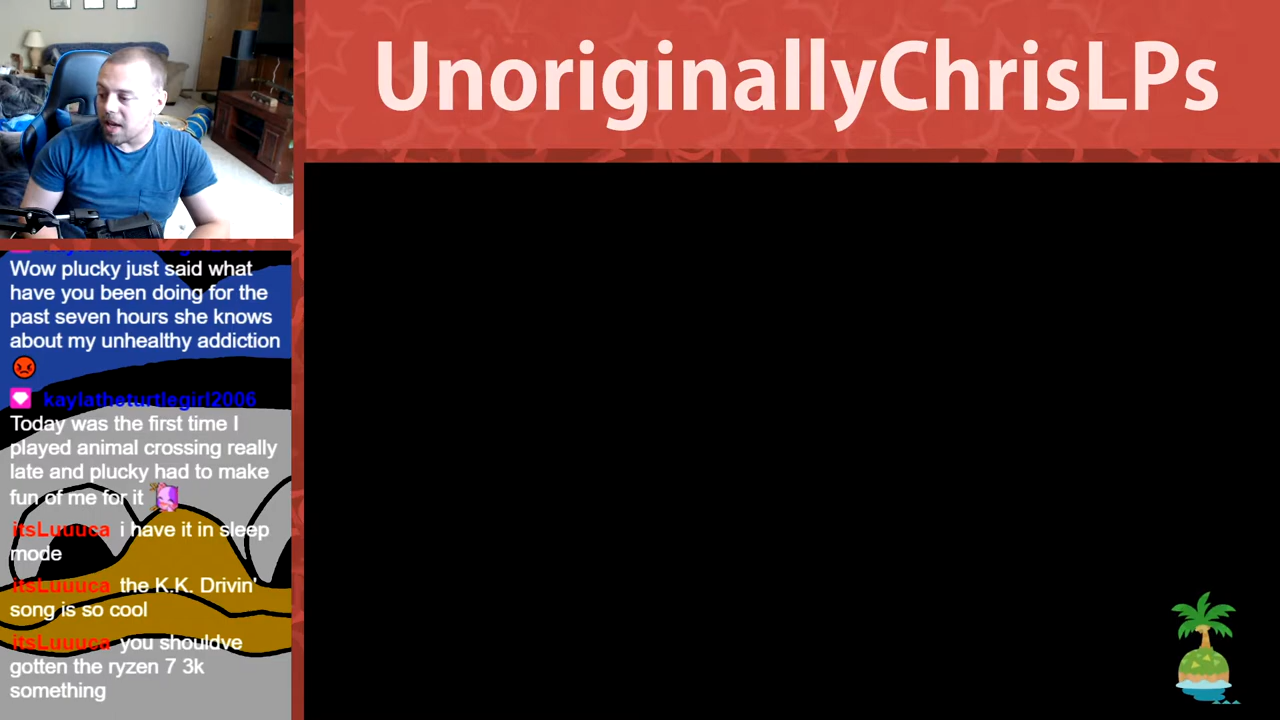 UnoriginallyChrisLPs
Wow plucky just said what
have you been doing for the
past seven hours she knows
about my unhealthy addiction
kaylatheturtlegirl2006
Today was the first time I
played animal crossing really
late and plucky had to make
fun of me for it
itsLuuuca i have it in sleep
mode
itsLuuuca the K.K. Drivin'
song is so cool
itsLuuuca you shouldve
gotten the ryzen 7 3k
something